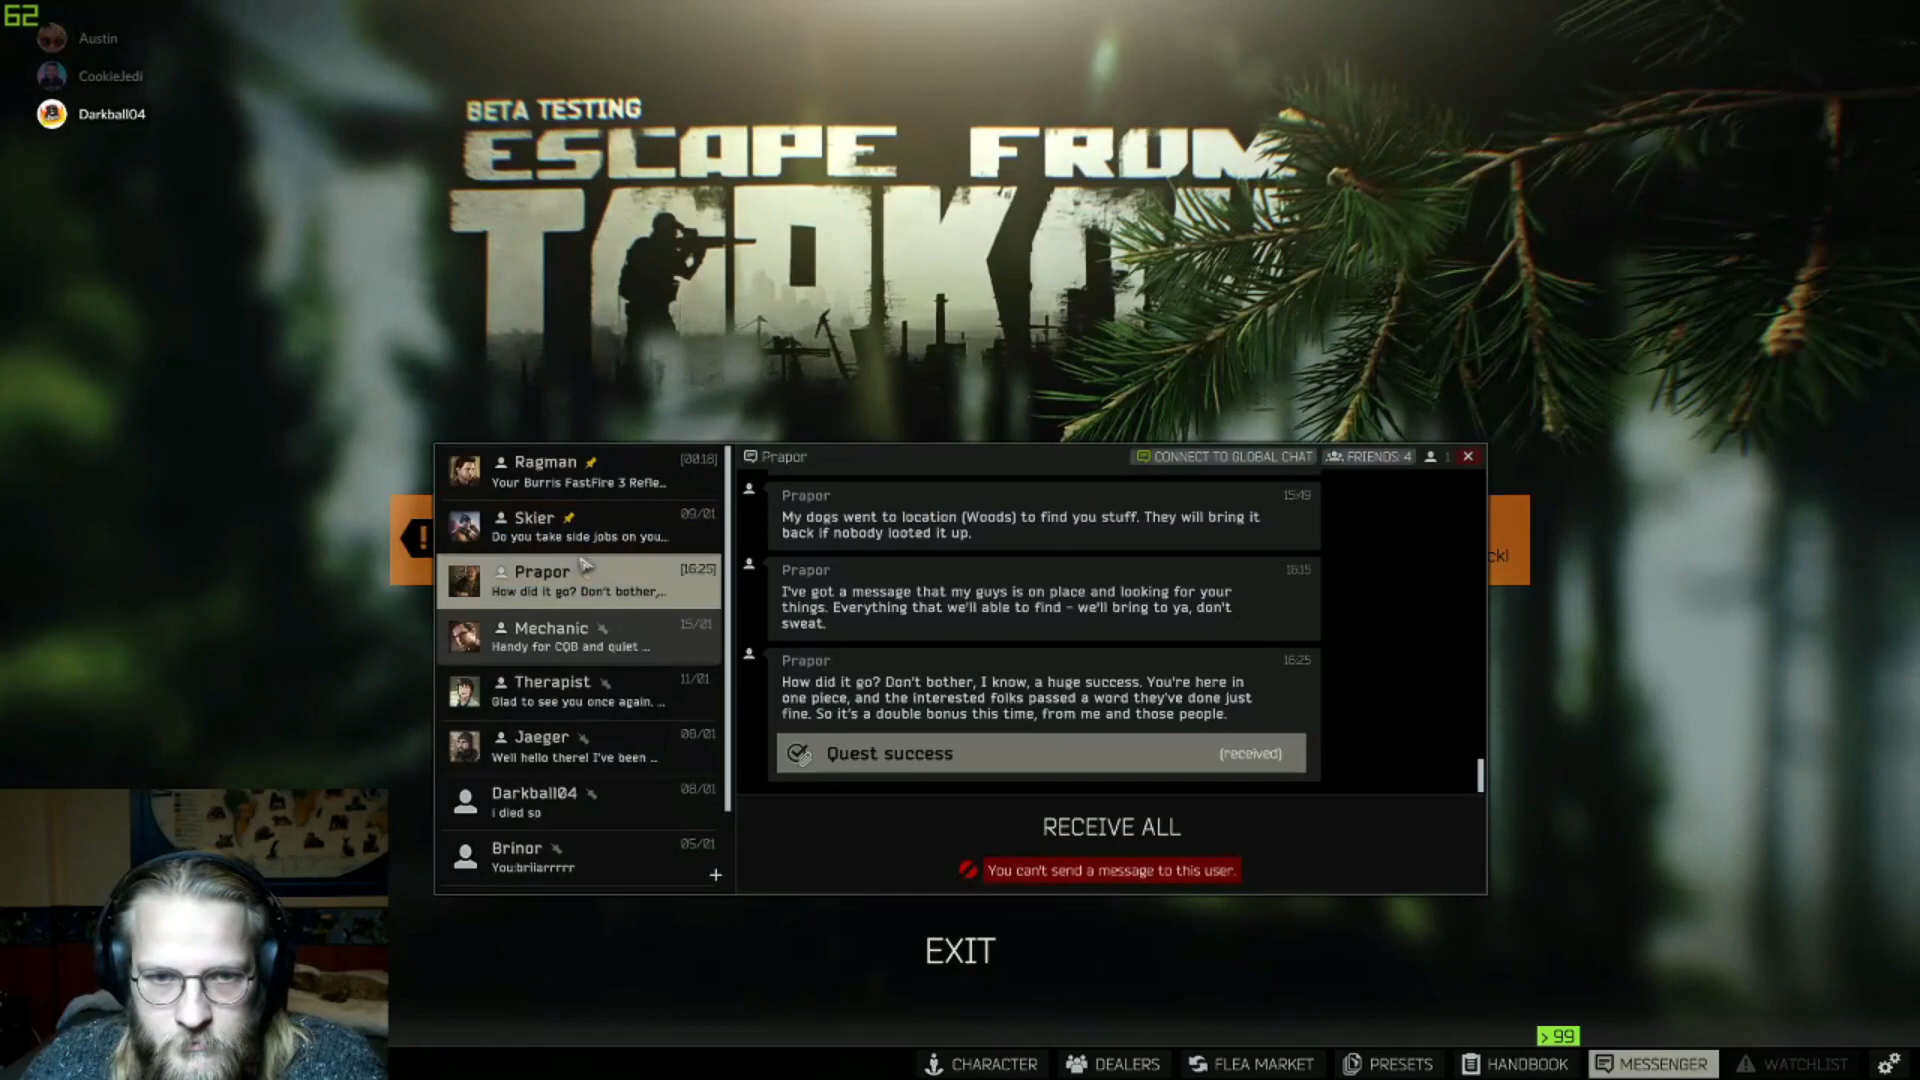 62
Austin
CookieJedi
Darkball04
BETA TESTING
ESCAPE FROM
TARKOV
Ragman [00:18]
Your Burris FastFire 3 Refle...
Skier 09/01
Do you take side jobs on you...
Prapor [16:25]
How did it go? Don't bother,...
Mechanic 15/01
Handy for CQB and quiet ...
Therapist 11/01
Glad to see you once again. ...
Jaeger 08/01
Well hello there! I've been ...
Darkball04 08/01
i died so
Brinor 05/01
You:briiarrrrr
+
Prapor
CONNECT TO GLOBAL CHAT
FRIENDS: 4
1
Prapor 15:49
My dogs went to location (Woods) to find you stuff. They will bring it
back if nobody looted it up.
Prapor 16:15
I've got a message that my guys is on place and looking for your
things. Everything that we'll able to find – we'll bring to ya, don't
sweat.
Prapor 16:25
How did it go? Don't bother, I know, a huge success. You're here in
one piece, and the interested folks passed a word they've done just
fine. So it's a double bonus this time, from me and those people.
Quest success (received)
RECEIVE ALL
You can't send a message to this user.
ck!
EXIT
>99
CHARACTER
DEALERS
FLEA MARKET
PRESETS
HANDBOOK
MESSENGER
WATCHLIST